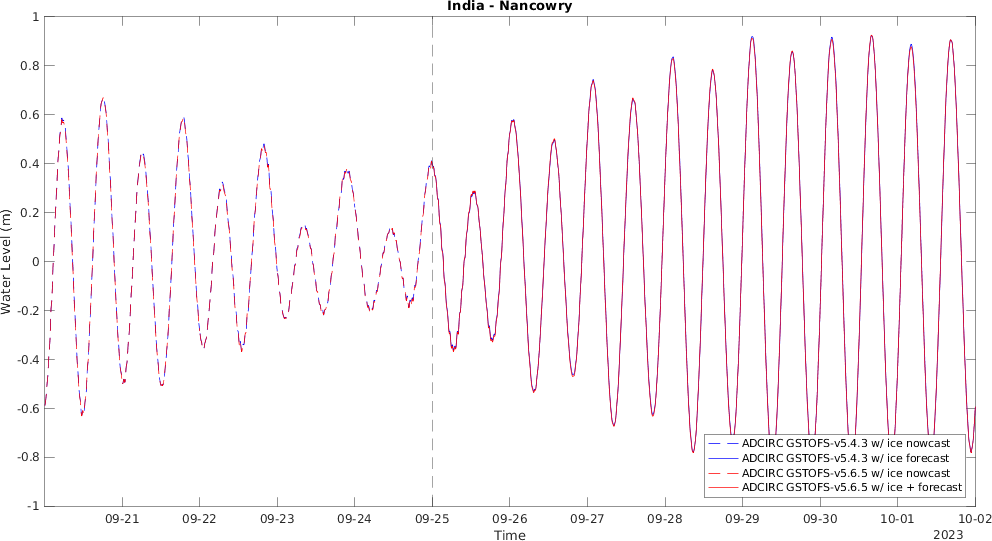 India - Nancowry
1
0.8
0.6
0.4
0.2
0
-0.2
-0.4
-0.6
-0.8
-1
Water Level (m)
ADCIRC GSTOFS-v5.4.3 w/ ice nowcast
ADCIRC GSTOFS-v5.4.3 w/ ice forecast
ADCIRC GSTOFS-v5.6.5 w/ ice nowcast
ADCIRC GSTOFS-v5.6.5 w/ ice + forecast
09-21 09-22 09-23 09-24 09-25 09-26 09-27 09-28 09-29 09-30 10-01 10-02
Time 2023